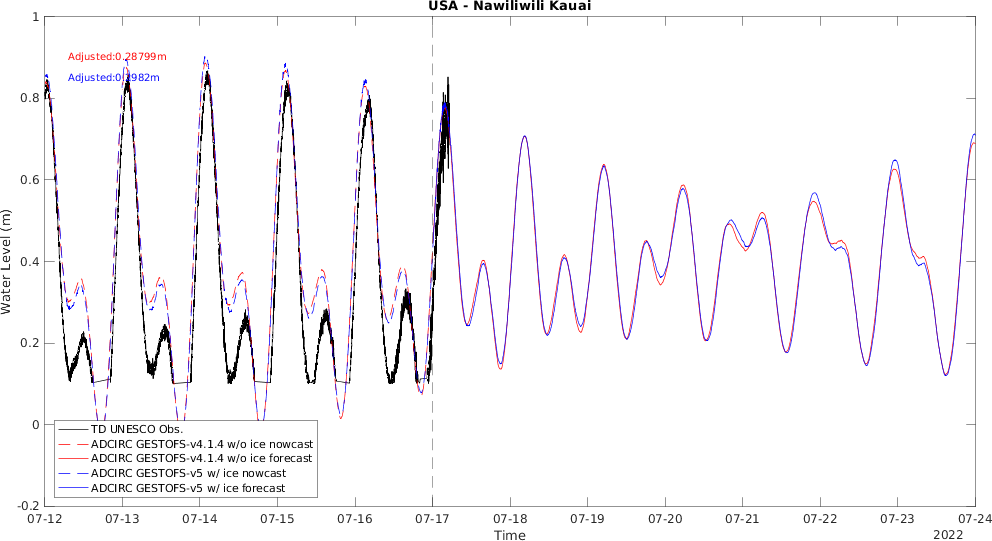 USA - Nawiliwili Kauai
Adjusted:0.28799m
Adjusted:0.2982m
Water Level (m)
1
0.8
0.6
0.4
0.2
0
-0.2
TD UNESCO Obs.
ADCIRC GESTOFS-v4.1.4 w/o ice nowcast
ADCIRC GESTOFS-v4.1.4 w/o ice forecast
ADCIRC GESTOFS-v5 w/ ice nowcast
ADCIRC GESTOFS-v5 w/ ice forecast
07-12 07-13 07-14 07-15 07-16 07-17 07-18 07-19 07-20 07-21 07-22 07-23 07-24
Time
2022